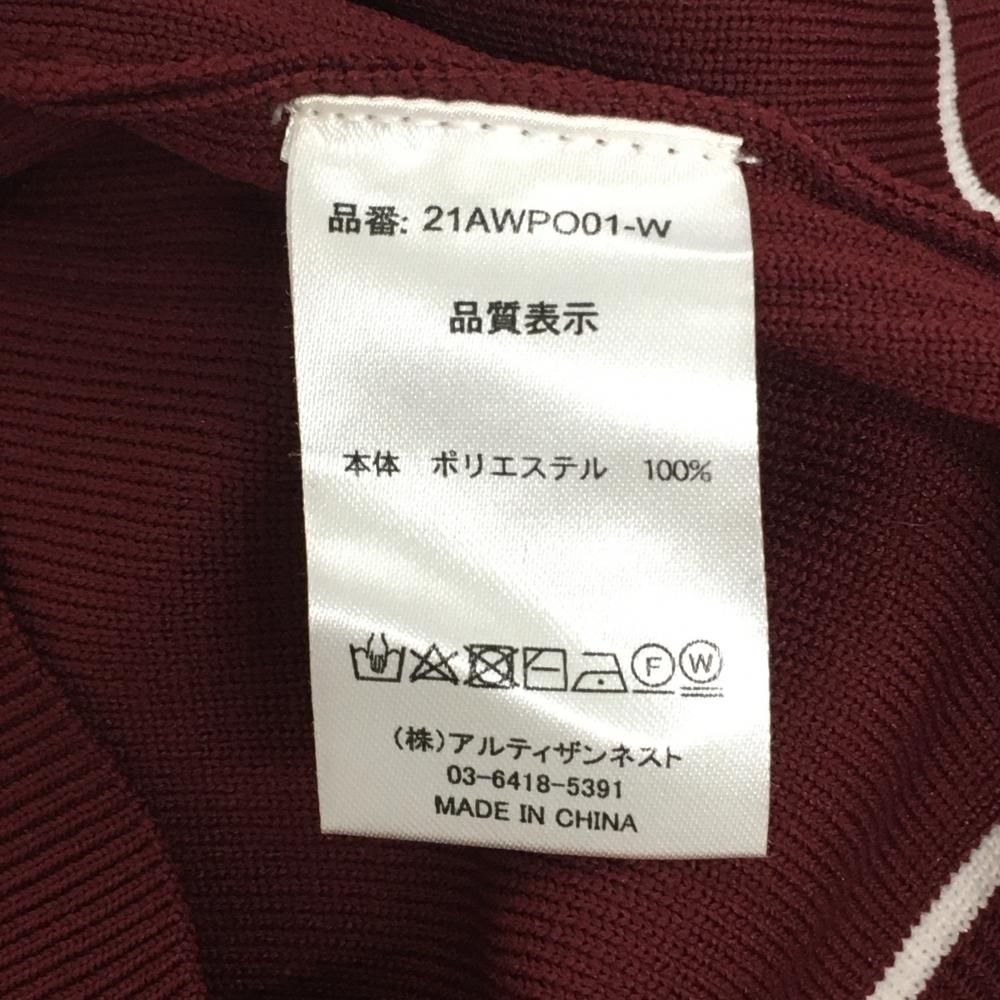 品番: 21AWPO01-W
品質表示
本体 ポリエステル 100%
F W
(株)アルティザンネスト
03-6418-5391
MADE IN CHINA